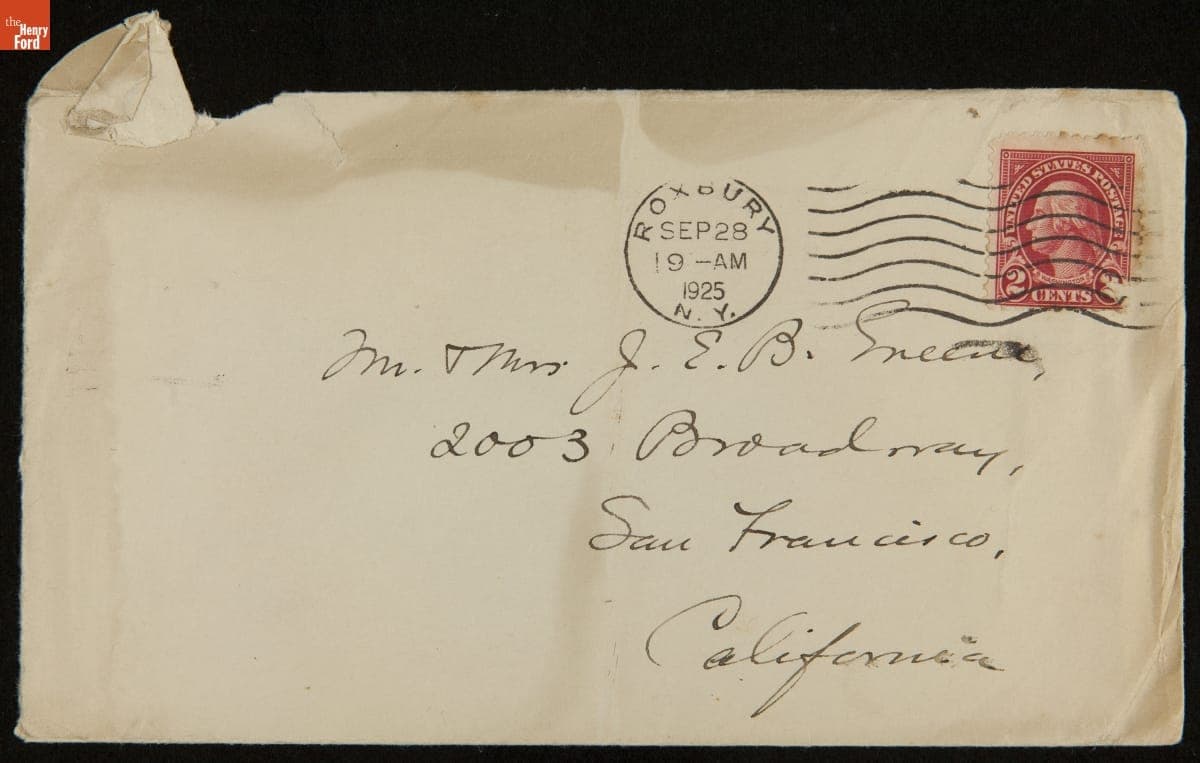 the
Henry
Ford
ROXBURY
SEP 28
19 -AM
1925
N. Y.
UNITED STATES POSTAGE
2 CENTS 2
Mr. & Mrs J. E. B. Greene,
2003 Broadway,
San Francisco,
California